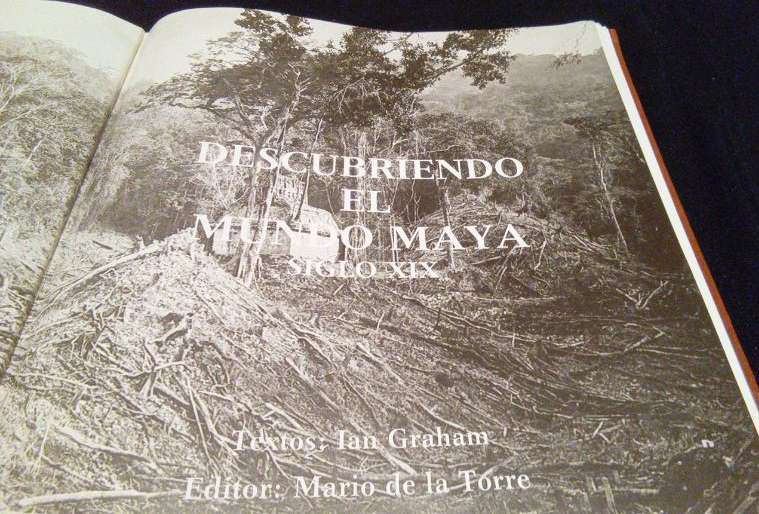 DESCUBRIENDO
EL
MUNDO MAYA
SIGLO XIX
Textos: Ian Graham
Editor: Mario de la Torre